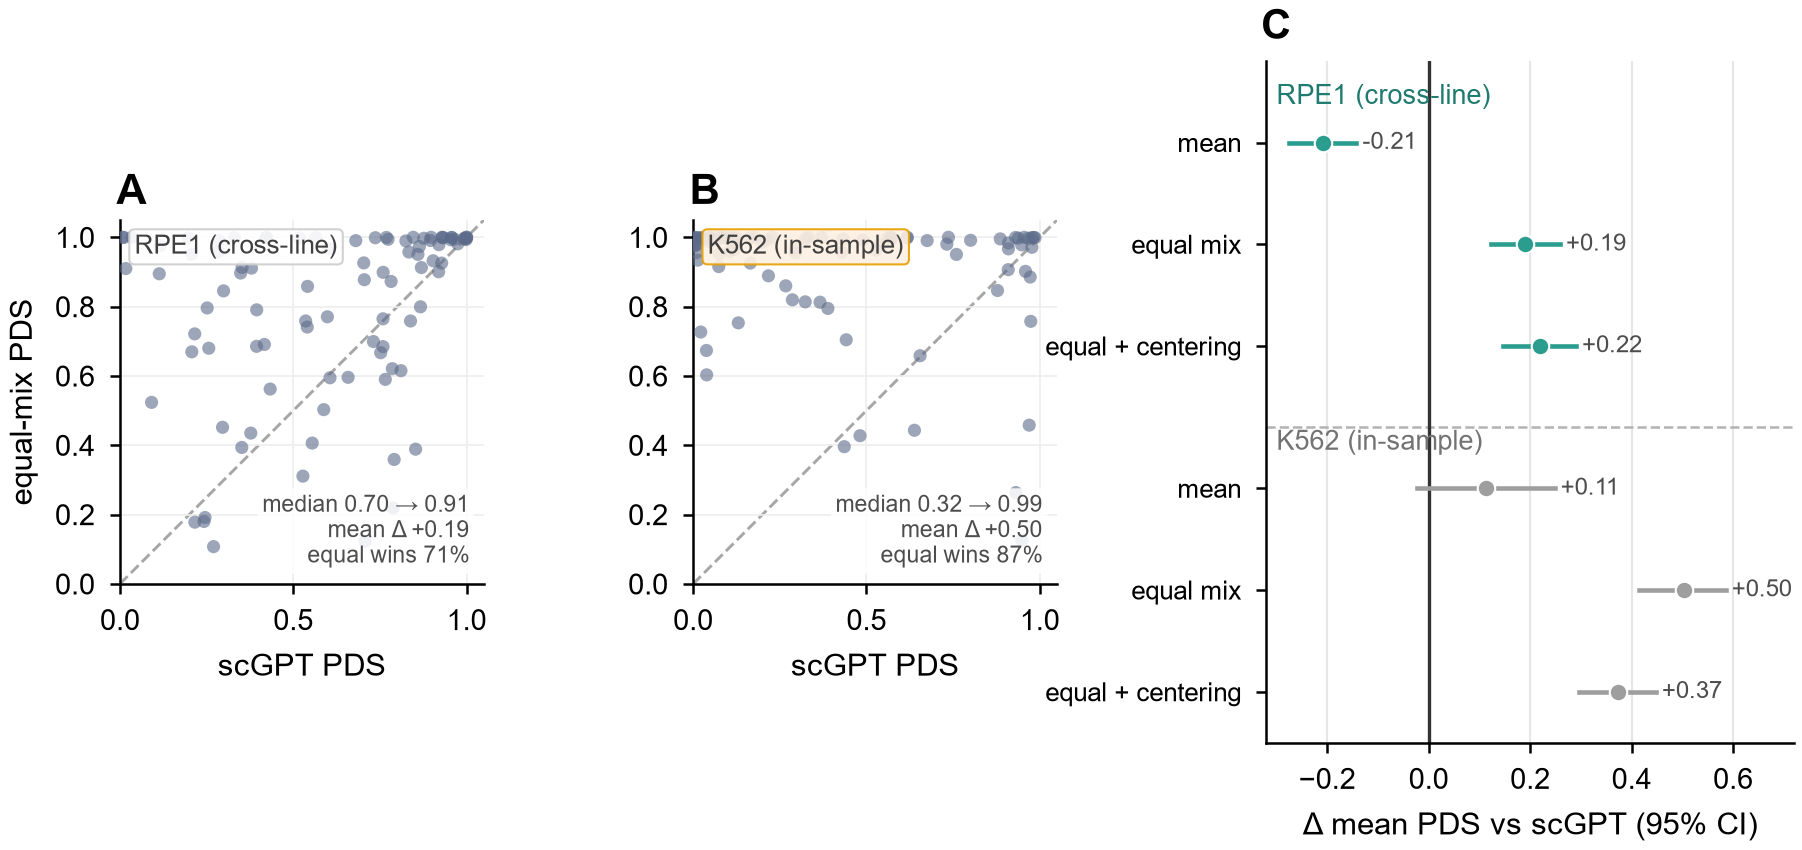 A
RPE1 (cross-line)
equal-mix PDS
1.0
0.8
0.6
0.4
0.2
0.0
median 0.70 → 0.91
mean Δ +0.19
equal wins 71%
0.0
0.5
1.0
scGPT PDS
B
K562 (in-sample)
1.0
0.8
0.6
0.4
0.2
0.0
median 0.32 → 0.99
mean Δ +0.50
equal wins 87%
0.0
0.5
1.0
scGPT PDS
C
RPE1 (cross-line)
mean
-0.21
equal mix
+0.19
equal + centering
+0.22
K562 (in-sample)
mean
+0.11
equal mix
+0.50
equal + centering
+0.37
−0.2
0.0
0.2
0.4
0.6
Δ mean PDS vs scGPT (95% CI)